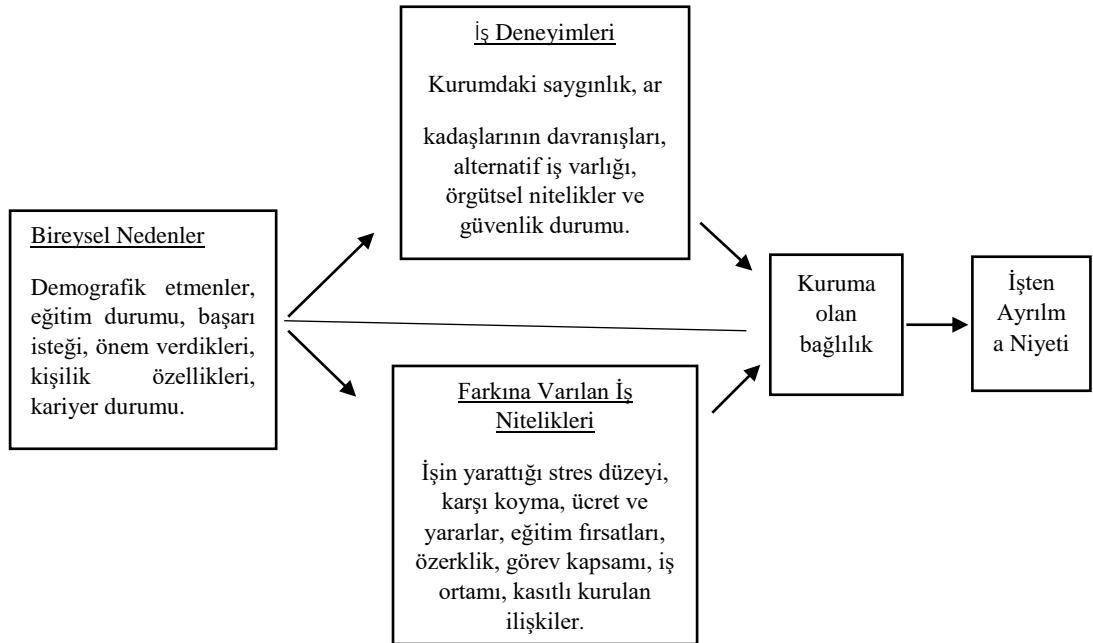 İş Deneyimleri
Kurumdaki saygınlık, ar
kadaşlarının davranışları,
alternatif iş varlığı,
örgütsel nitelikler ve
güvenlik durumu.
Bireysel Nedenler
Demografik etmenler,
eğitim durumu, başarı
isteği, önem verdikleri,
kişilik özellikleri,
kariyer durumu.
Farkına Varılan İş
Nitelikleri
İşin yarattığı stres düzeyi,
karşı koyma, ücret ve
yararlar, eğitim fırsatları,
özerklik, görev kapsamı, iş
ortamı, kasıtlı kurulan
ilişkiler.
Kuruma
olan
bağlılık
İşten
Ayrılm
a Niyeti